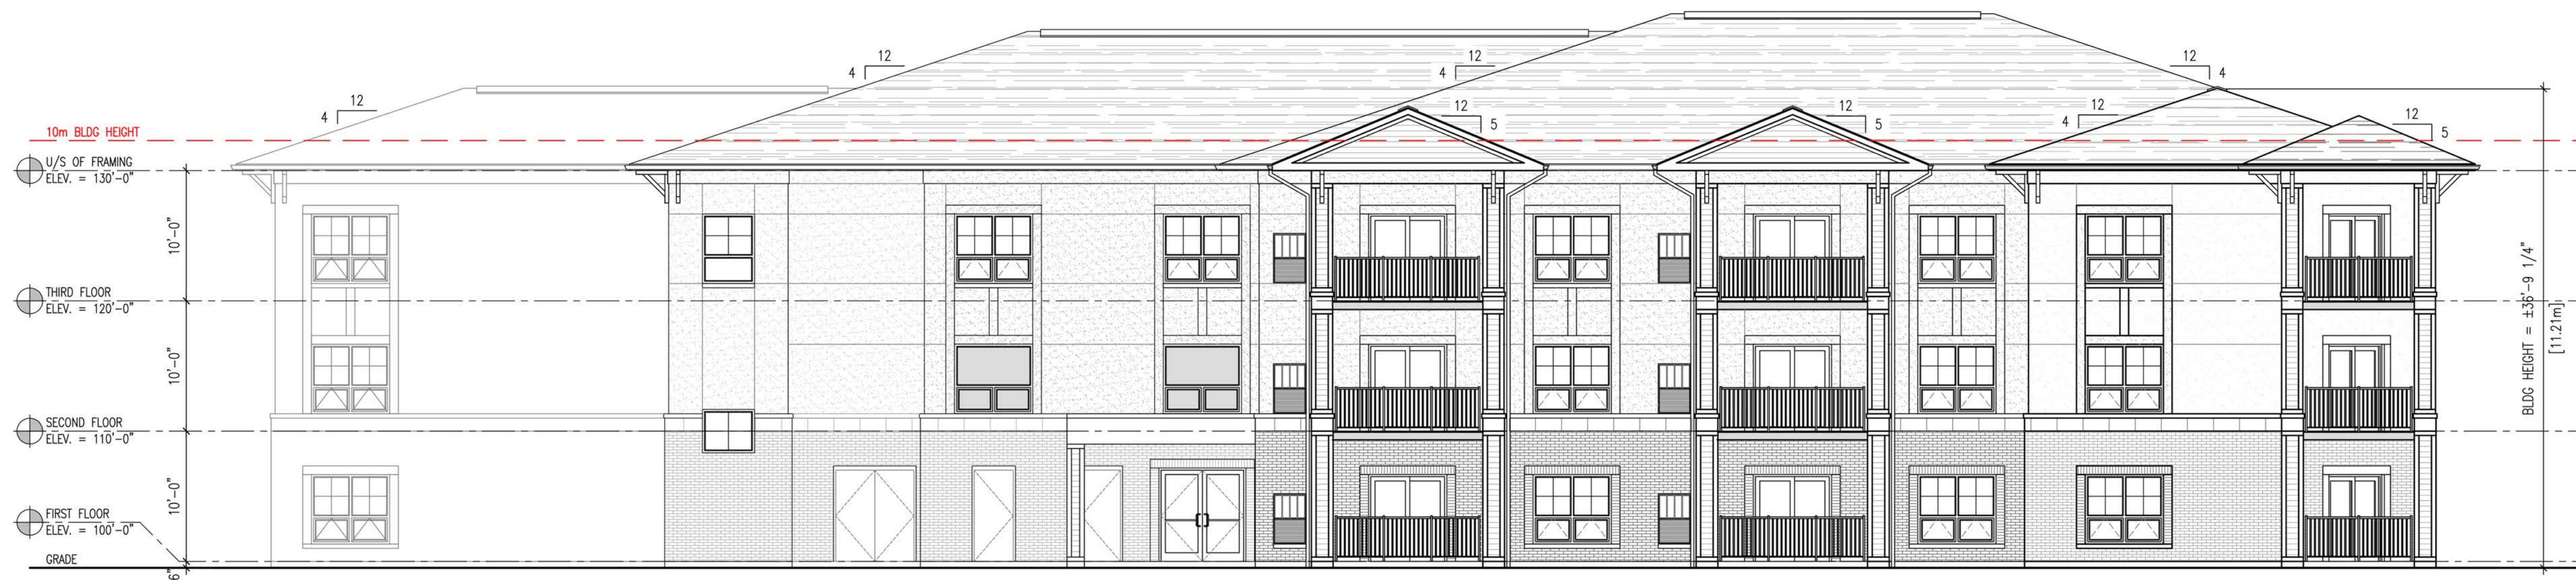 12
4
12
4
12
4
12
4
12
4
12
5
12
5
12
5
10m BLDG HEIGHT
U/S OF FRAMING
ELEV. = 130'-0"
10'-0"
THIRD FLOOR
ELEV. = 120'-0"
10'-0"
SECOND FLOOR
ELEV. = 110'-0"
10'-0"
FIRST FLOOR
ELEV. = 100'-0"
GRADE
6"
BLDG HEIGHT = ±36'-9 1/4"
[11.21m]